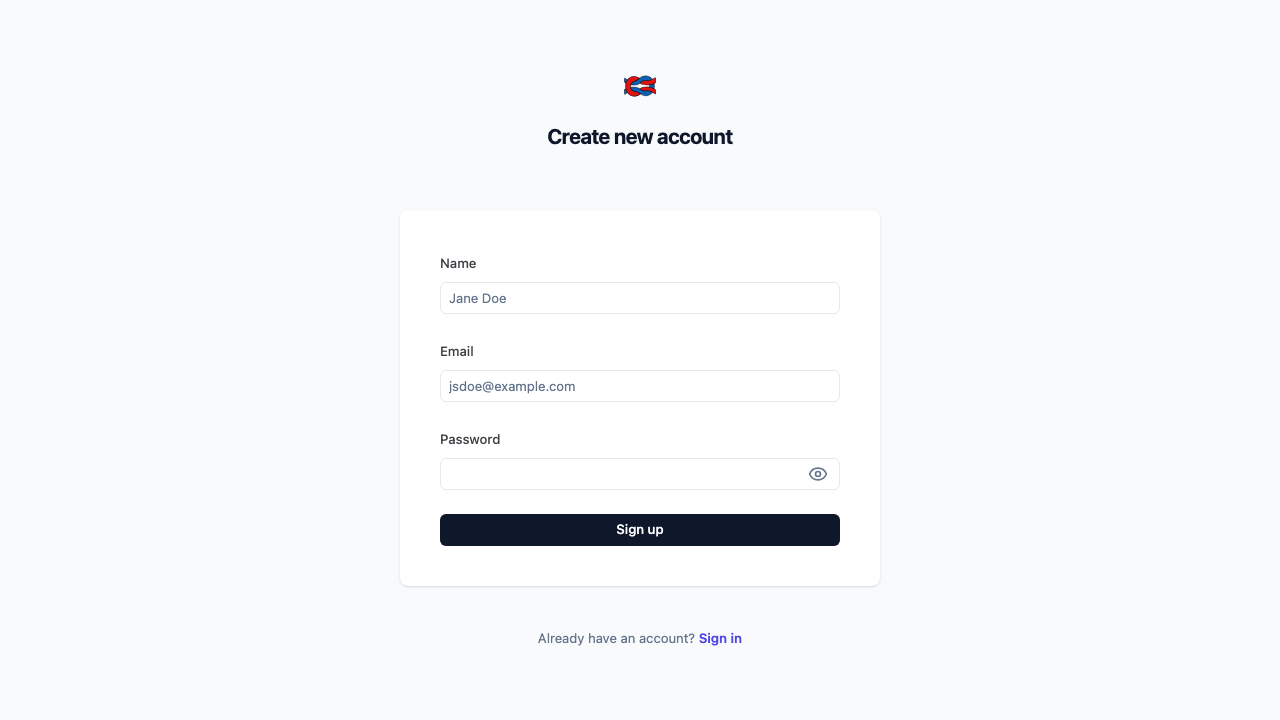 Create new account
Name
Jane Doe
Email
jsdoe@example.com
Password
Sign up
Already have an account? Sign in